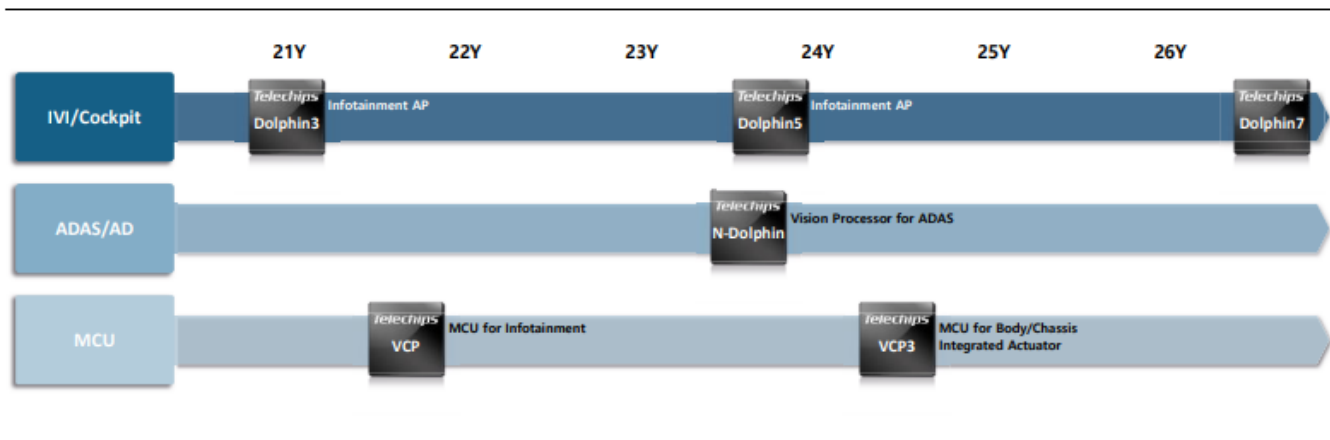 21Y 22Y 23Y 24Y 25Y 26Y
IVI/Cockpit
Telechips
Dolphin3
Infotainment AP
Telechips
Dolphin5
Infotainment AP
Telechips
Dolphin7
ADAS/AD
Telechips
N-Dolphin
Vision Processor for ADAS
MCU
Telechips
VCP
MCU for Infotainment
Telechips
VCP3
MCU for Body/Chassis
Integrated Actuator